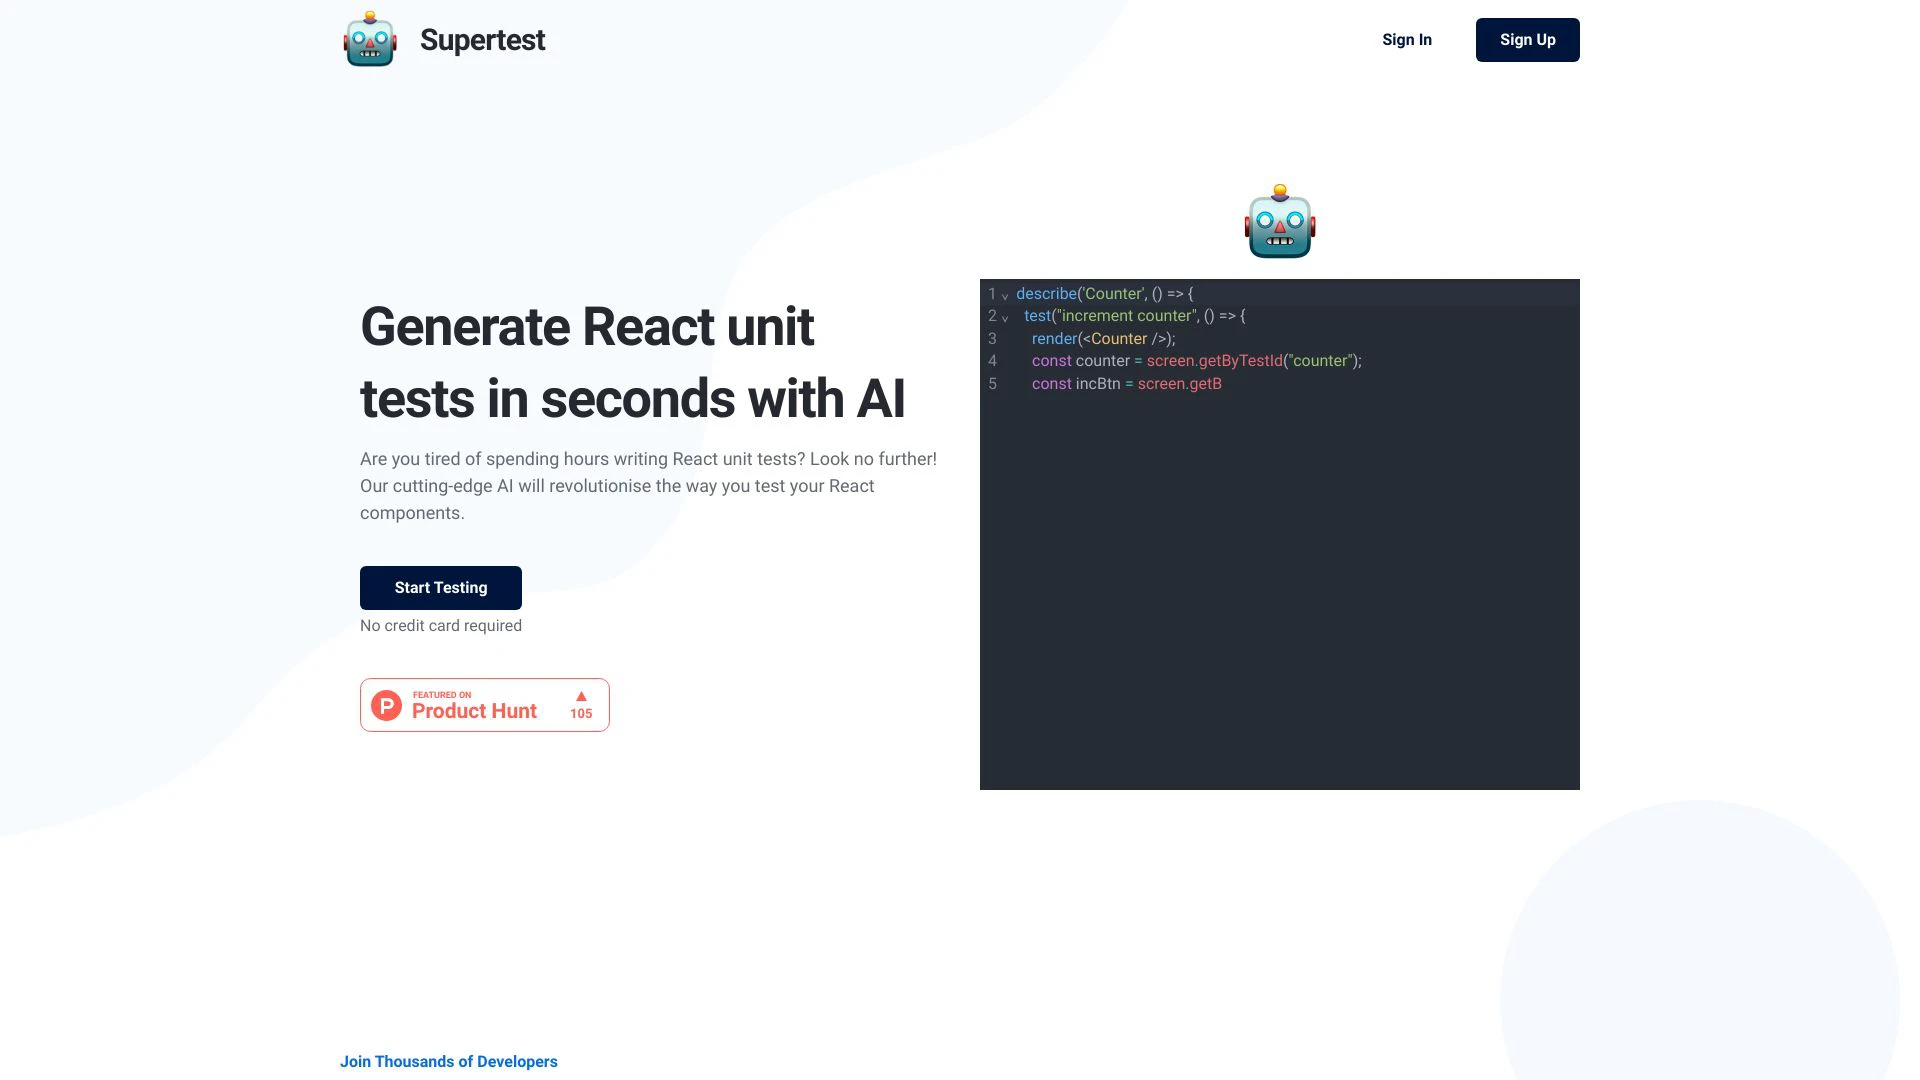 Supertest
Sign In
Sign Up
Generate React unit
tests in seconds with AI
Are you tired of spending hours writing React unit tests? Look no further!
Our cutting-edge AI will revolutionise the way you test your React
components.
Start Testing
No credit card required
FEATURED ON
Product Hunt
105
1 describe('Counter', () => {
2 test("increment counter", () => {
3 render(<Counter />);
4 const counter = screen.getByTestId("counter");
5 const incBtn = screen.getB
Join Thousands of Developers